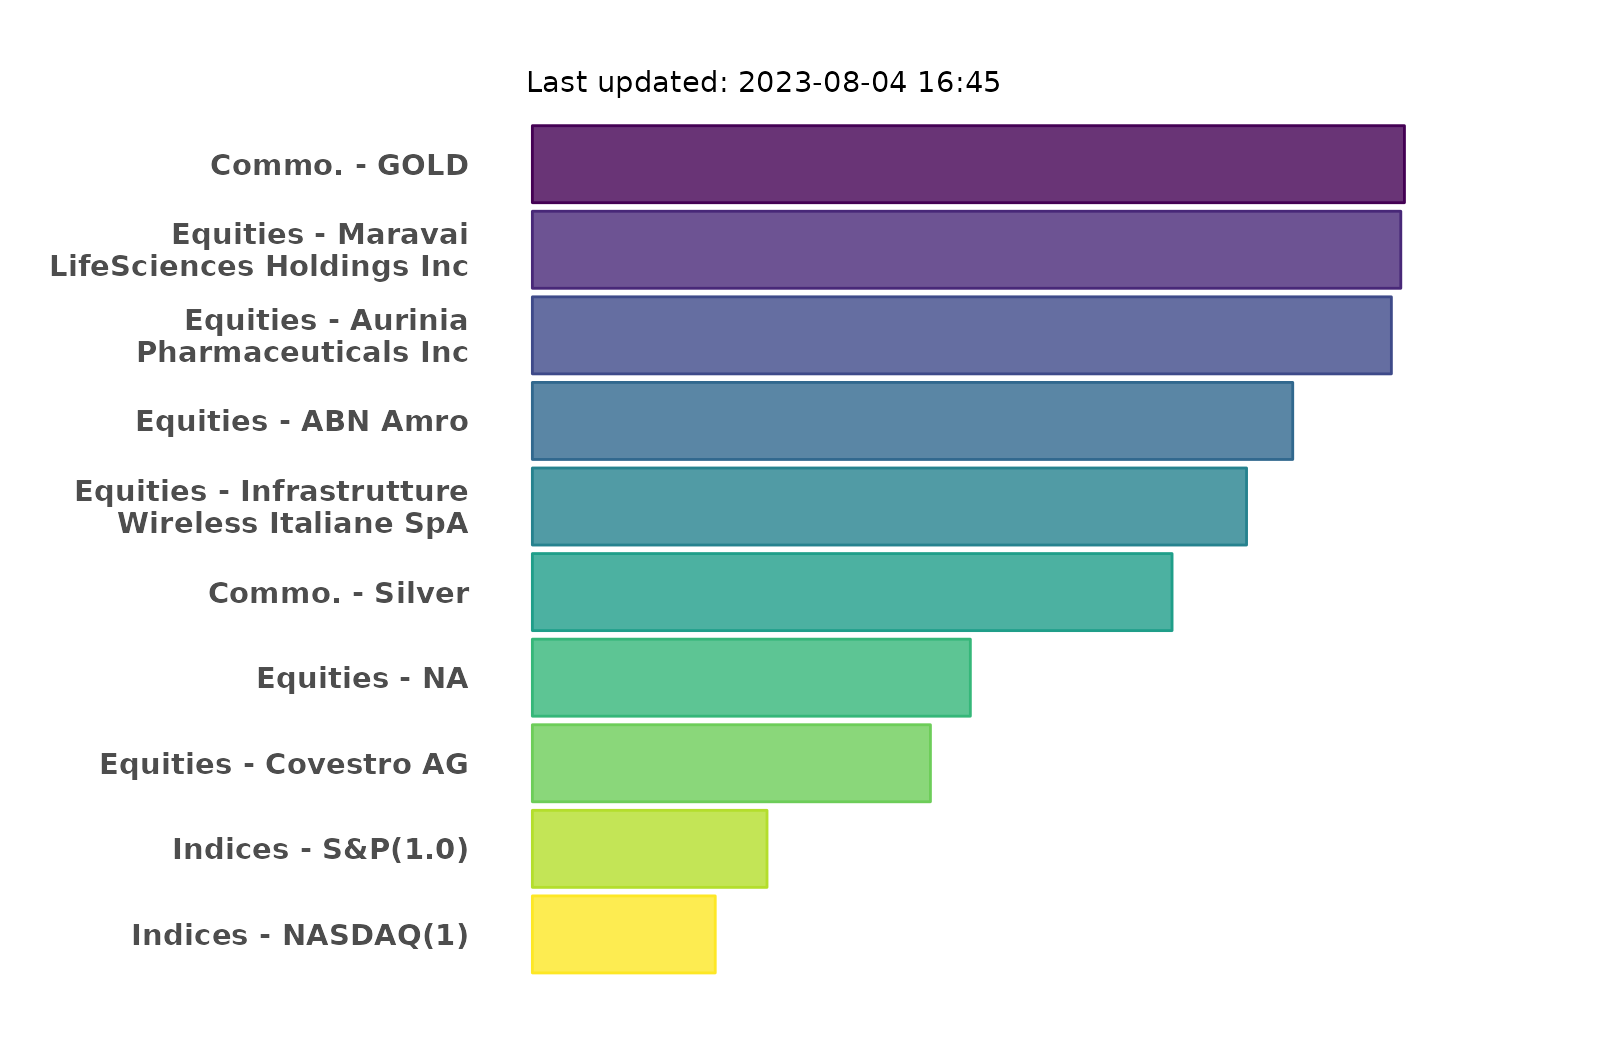 Last updated: 2023-08-04 16:45
Commo. - GOLD
Equities - Maravai
LifeSciences Holdings Inc
Equities - Aurinia
Pharmaceuticals Inc
Equities - ABN Amro
Equities - Infrastrutture
Wireless Italiane SpA
Commo. - Silver
Equities - NA
Equities - Covestro AG
Indices - S&P(1.0)
Indices - NASDAQ(1)